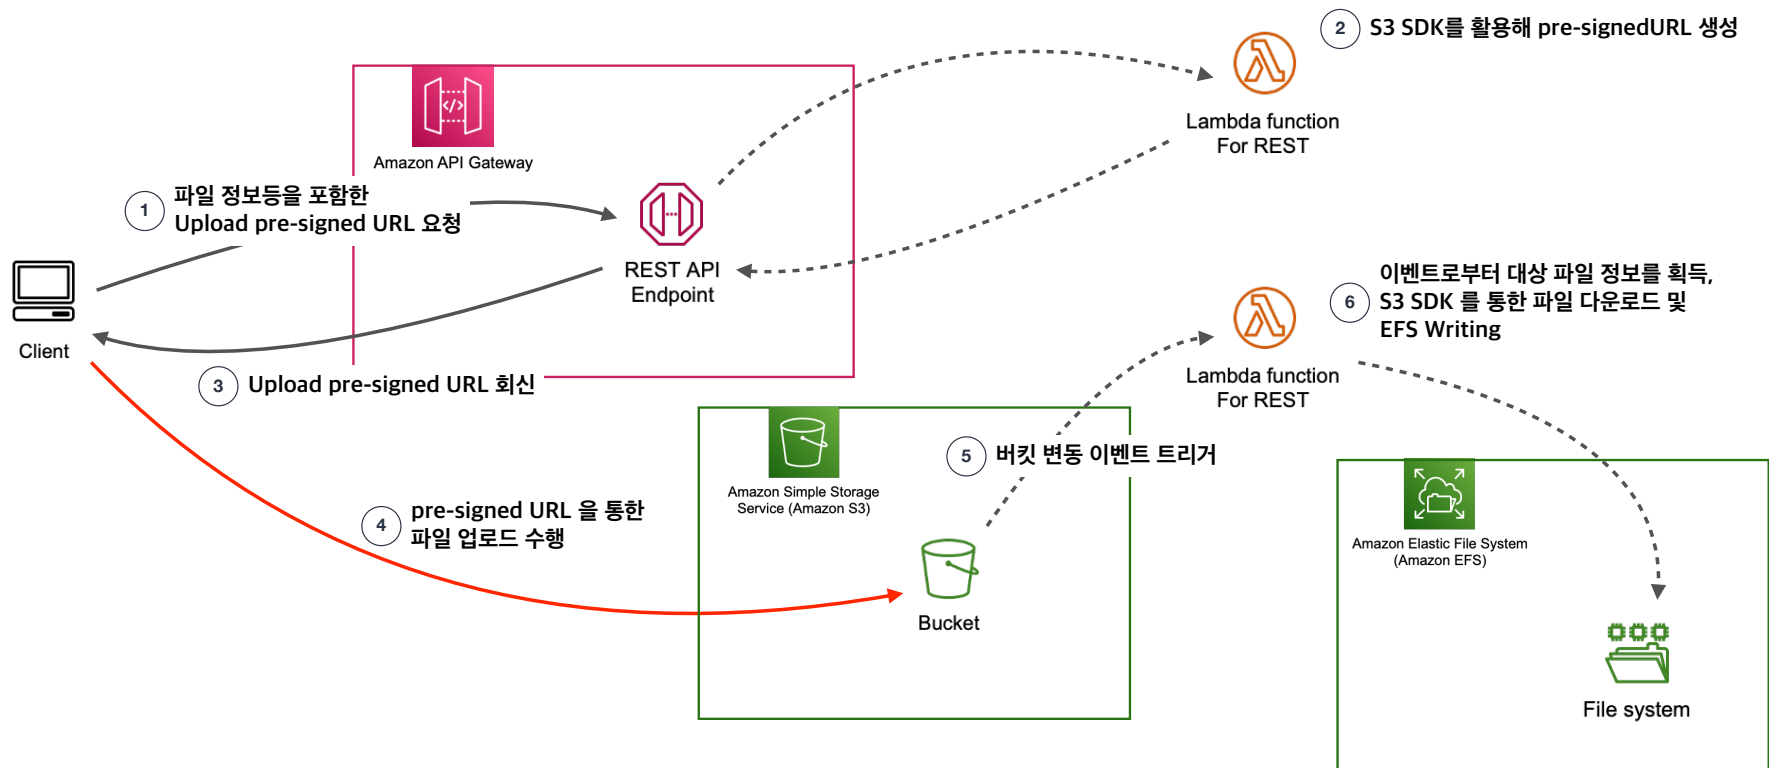 2 S3 SDK를 활용해 pre-signedURL 생성
Lambda function
For REST
</>
Amazon API Gateway
1 파일 정보등을 포함한
Upload pre-signed URL 요청
REST API
Endpoint
Client
3 Upload pre-signed URL 회신
6 이벤트로부터 대상 파일 정보를 획득,
S3 SDK 를 통한 파일 다운로드 및
EFS Writing
Lambda function
For REST
5 버킷 변동 이벤트 트리거
Amazon Simple Storage
Service (Amazon S3)
4 pre-signed URL 을 통한
파일 업로드 수행
Bucket
Amazon Elastic File System
(Amazon EFS)
File system